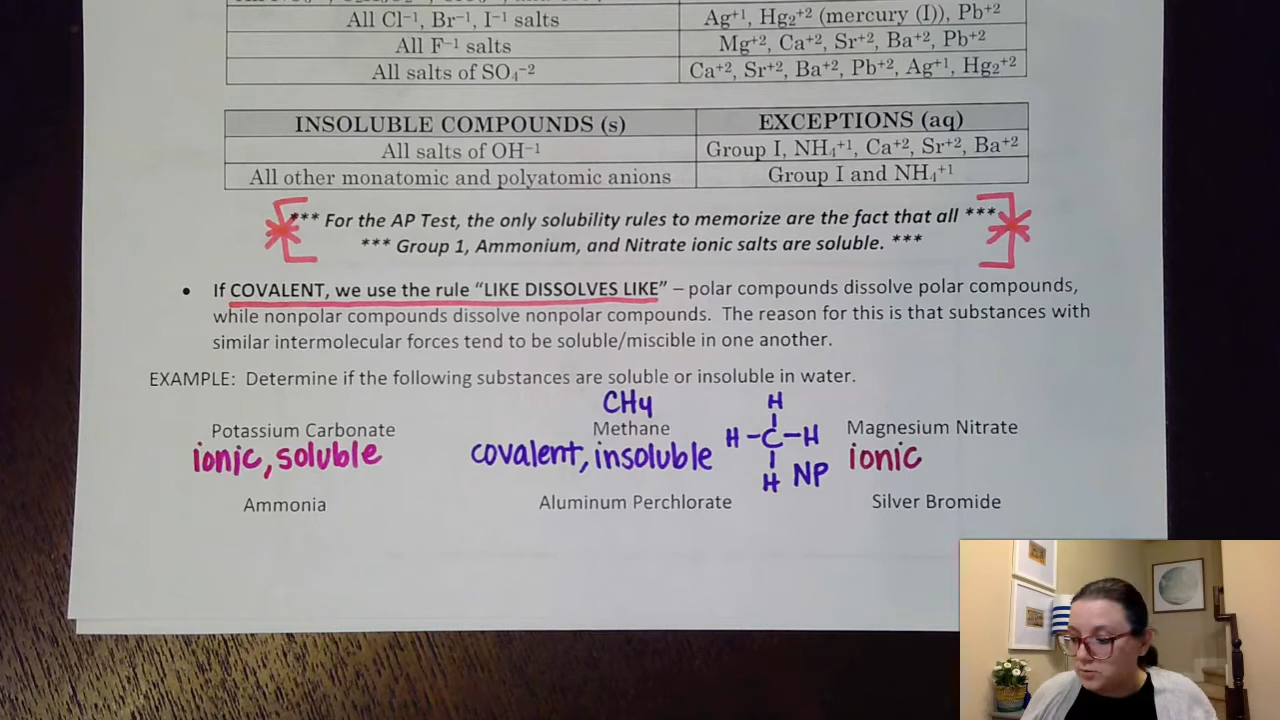 All Cl⁻¹, Br⁻¹, I⁻¹ salts Ag⁺¹, Hg₂⁺² (mercury (I)), Pb⁺²
All F⁻¹ salts Mg⁺², Ca⁺², Sr⁺², Ba⁺², Pb⁺²
All salts of SO₄⁻² Ca⁺², Sr⁺², Ba⁺², Pb⁺², Ag⁺¹, Hg₂⁺²
INSOLUBLE COMPOUNDS (s) EXCEPTIONS (aq)
All salts of OH⁻¹ Group I, NH₄⁺¹, Ca⁺², Sr⁺², Ba⁺²
All other monatomic and polyatomic anions Group I and NH₄⁺¹
*** For the AP Test, the only solubility rules to memorize are the fact that all ***
*** Group 1, Ammonium, and Nitrate ionic salts are soluble. ***
• If COVALENT, we use the rule “LIKE DISSOLVES LIKE” – polar compounds dissolve polar compounds,
while nonpolar compounds dissolve nonpolar compounds. The reason for this is that substances with
similar intermolecular forces tend to be soluble/miscible in one another.
EXAMPLE: Determine if the following substances are soluble or insoluble in water.
CH4 H
Potassium Carbonate Methane H-C-H Magnesium Nitrate
ionic, soluble covalent, insoluble H NP ionic
Ammonia Aluminum Perchlorate Silver Bromide